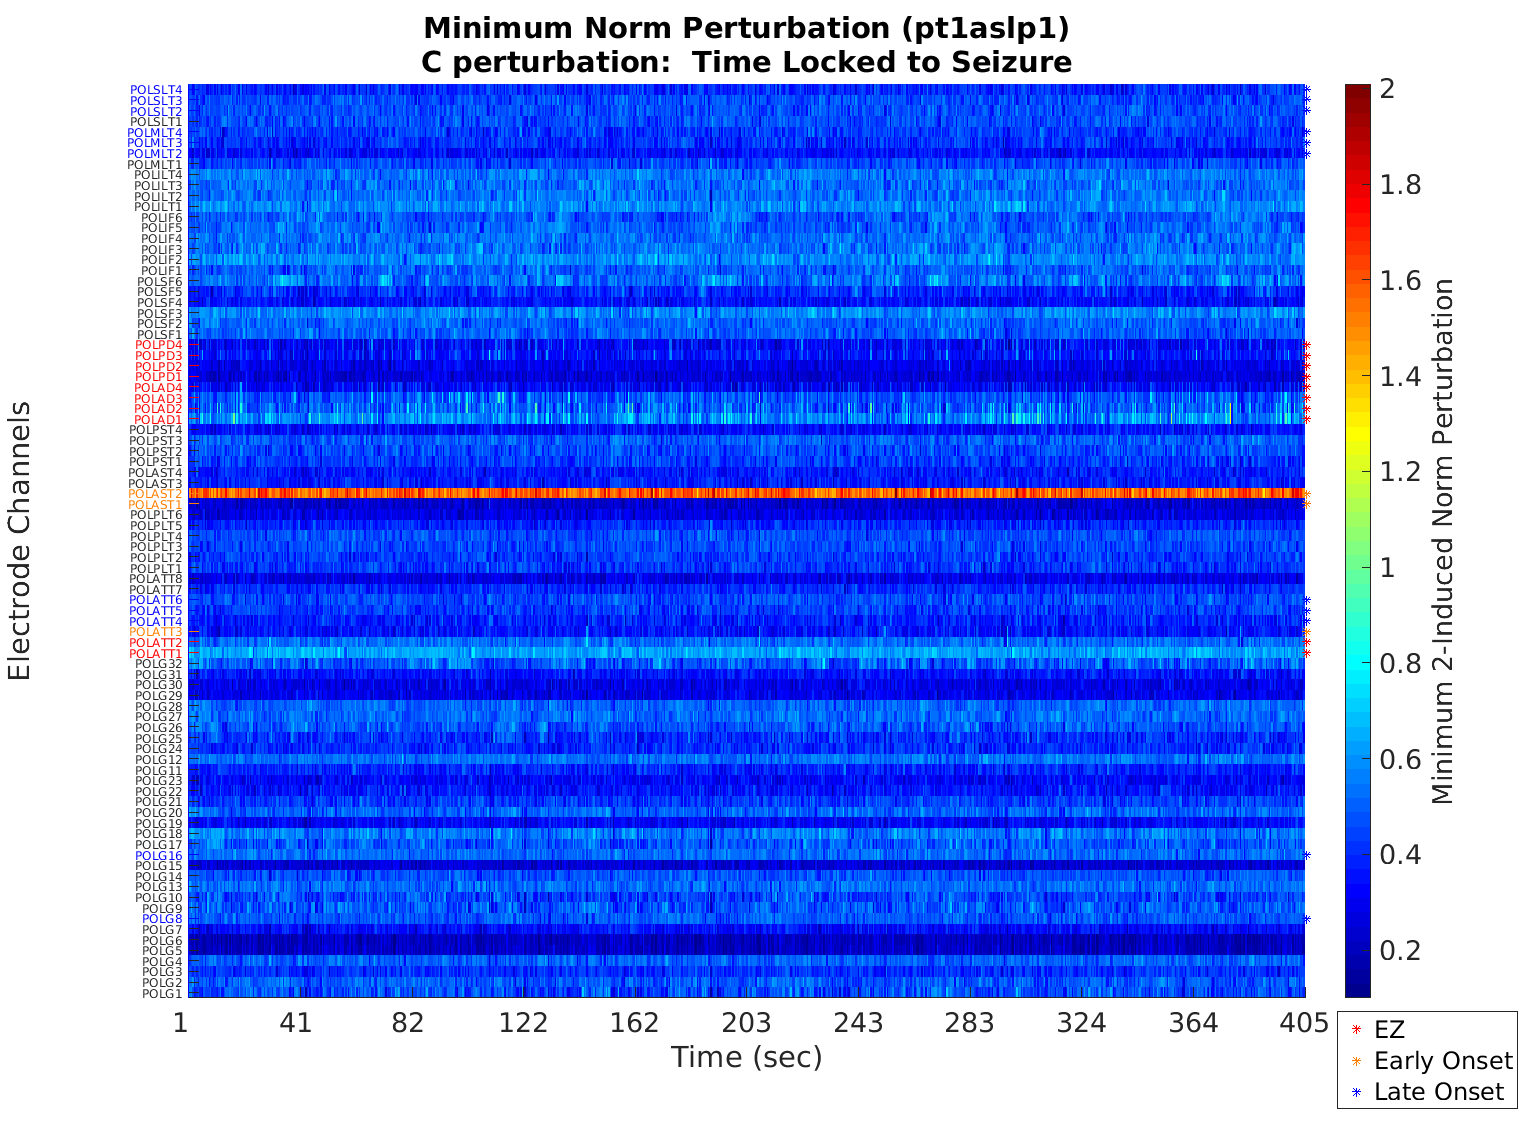 Minimum Norm Perturbation (pt1aslp1)
C perturbation:  Time Locked to Seizure
Electrode Channels
POLSLT4
POLSLT3
POLSLT2
POLSLT1
POLMLT4
POLMLT3
POLMLT2
POLMLT1
POLILT4
POLILT3
POLILT2
POLILT1
POLIF6
POLIF5
POLIF4
POLIF3
POLIF2
POLIF1
POLSF6
POLSF5
POLSF4
POLSF3
POLSF2
POLSF1
POLPD4
POLPD3
POLPD2
POLPD1
POLAD4
POLAD3
POLAD2
POLAD1
POLPST4
POLPST3
POLPST2
POLPST1
POLAST4
POLAST3
POLAST2
POLAST1
POLPLT6
POLPLT5
POLPLT4
POLPLT3
POLPLT2
POLPLT1
POLATT8
POLATT7
POLATT6
POLATT5
POLATT4
POLATT3
POLATT2
POLATT1
POLG32
POLG31
POLG30
POLG29
POLG28
POLG27
POLG26
POLG25
POLG24
POLG12
POLG11
POLG23
POLG22
POLG21
POLG20
POLG19
POLG18
POLG17
POLG16
POLG15
POLG14
POLG13
POLG10
POLG9
POLG8
POLG7
POLG6
POLG5
POLG4
POLG3
POLG2
POLG1
1 41 82 122 162 203 243 283 324 364 405
Time (sec)
2
1.8
1.6
1.4
1.2
1
0.8
0.6
0.4
0.2
Minimum 2-Induced Norm Perturbation
EZ
Early Onset
Late Onset